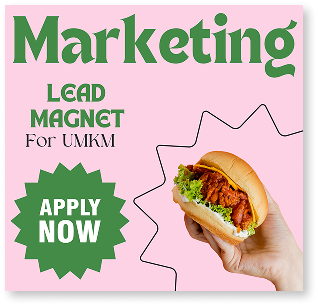 Marketing
LEAD
MAGNET
For UMKM
APPLY
NOW